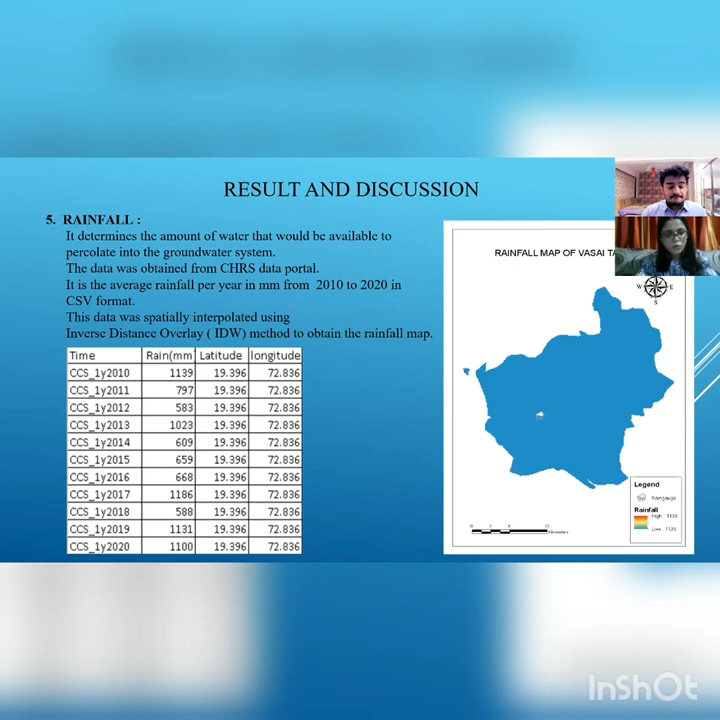 RESULT AND DISCUSSION
5. RAINFALL :
It determines the amount of water that would be available to
percolate into the groundwater system.
The data was obtained from CHRS data portal.
It is the average rainfall per year in mm from 2010 to 2020 in
CSV format.
This data was spatially interpolated using
Inverse Distance Overlay ( IDW) method to obtain the rainfall map.
Time Rain(mm Latitude longitude
CCS_1y2010 1139 19.396 72.836
CCS_1y2011 797 19.396 72.836
CCS_1y2012 583 19.396 72.836
CCS_1y2013 1023 19.396 72.836
CCS_1y2014 609 19.396 72.836
CCS_1y2015 659 19.396 72.836
CCS_1y2016 668 19.396 72.836
CCS_1y2017 1186 19.396 72.836
CCS_1y2018 588 19.396 72.836
CCS_1y2019 1131 19.396 72.836
CCS_1y2020 1100 19.396 72.836
RAINFALL MAP OF VASAI TA
W E
S
Legend
Raingauge
Rainfall
High : 1139
Low : 1139
Kilometers
InShOt